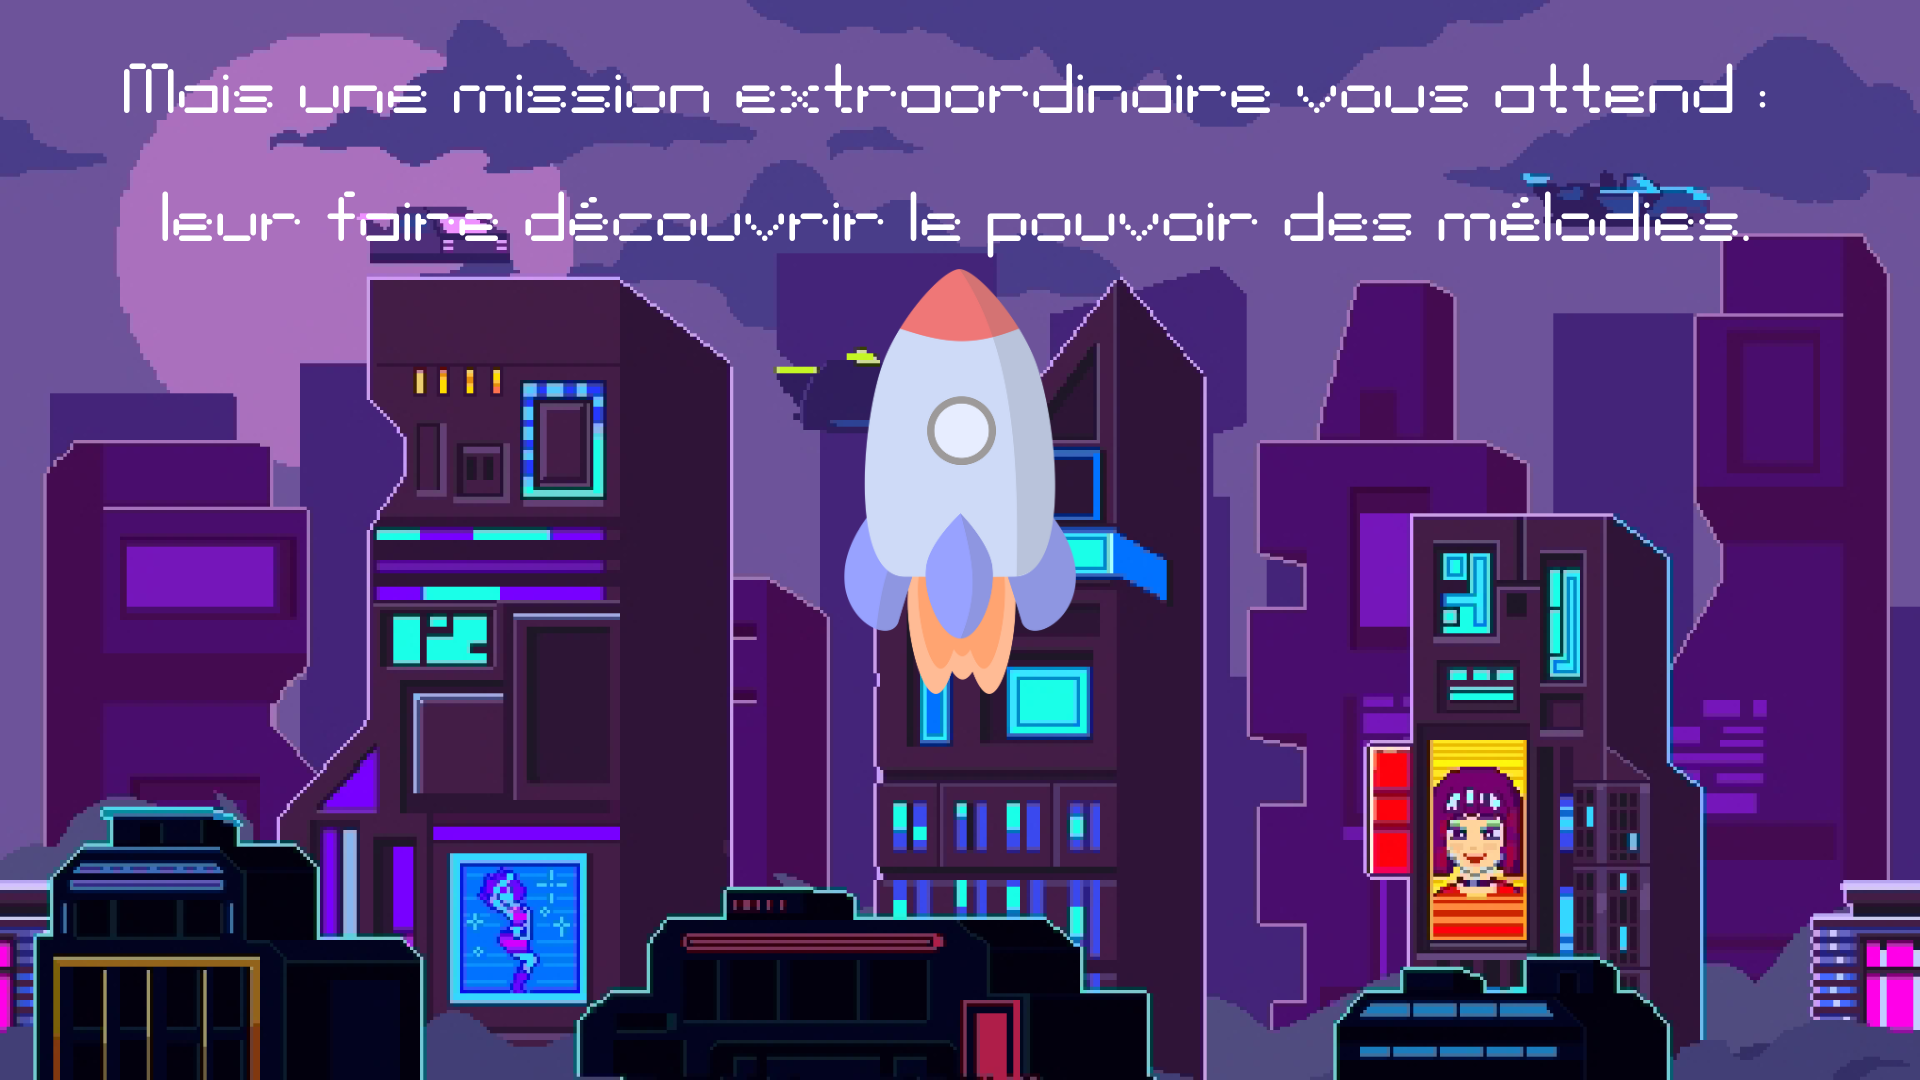 Mais une mission extraordinaire vous attend :
leur faire découvrir le pouvoir des mélodies.